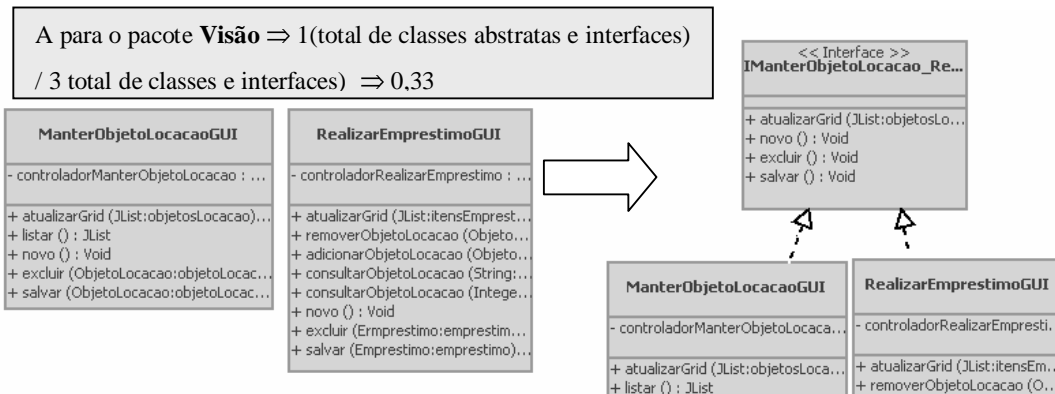 A para o pacote Visão ⇒ 1(total de classes abstratas e interfaces)
/ 3 total de classes e interfaces) ⇒ 0,33
ManterObjetoLocacaoGUI
- controladorManterObjetoLocacao : ...
+ atualizarGrid (JList:objetosLocacao)...
+ listar () : JList
+ novo () : Void
+ excluir (ObjetoLocacao:objetoLocac...
+ salvar (ObjetoLocacao:objetoLocac...
RealizarEmprestimoGUI
- controladorRealizarEmprestimo : ...
+ atualizarGrid (JList:itensEmprest...
+ removerObjetoLocacao (Objeto...
+ adicionarObjetoLocacao (Objeto...
+ consultarObjetoLocacao (String:...
+ consultarObjetoLocacao (Intege...
+ novo () : Void
+ excluir (Ermprestimo:emprestim...
+ salvar (Emprestimo:emprestimo)...
<< Interface >>
IManterObjetoLocacao_Re...
+ atualizarGrid (JList:objetosLo...
+ novo () : Void
+ excluir () : Void
+ salvar () : Void
ManterObjetoLocacaoGUI
- controladorManterObjetoLocaca...
+ atualizarGrid (JList:objetosLoca...
+ listar () : JList
RealizarEmprestimoGUI
- controladorRealizarEmpresti...
+ atualizarGrid (JList:itensEm...
+ removerObjetoLocacao (O...